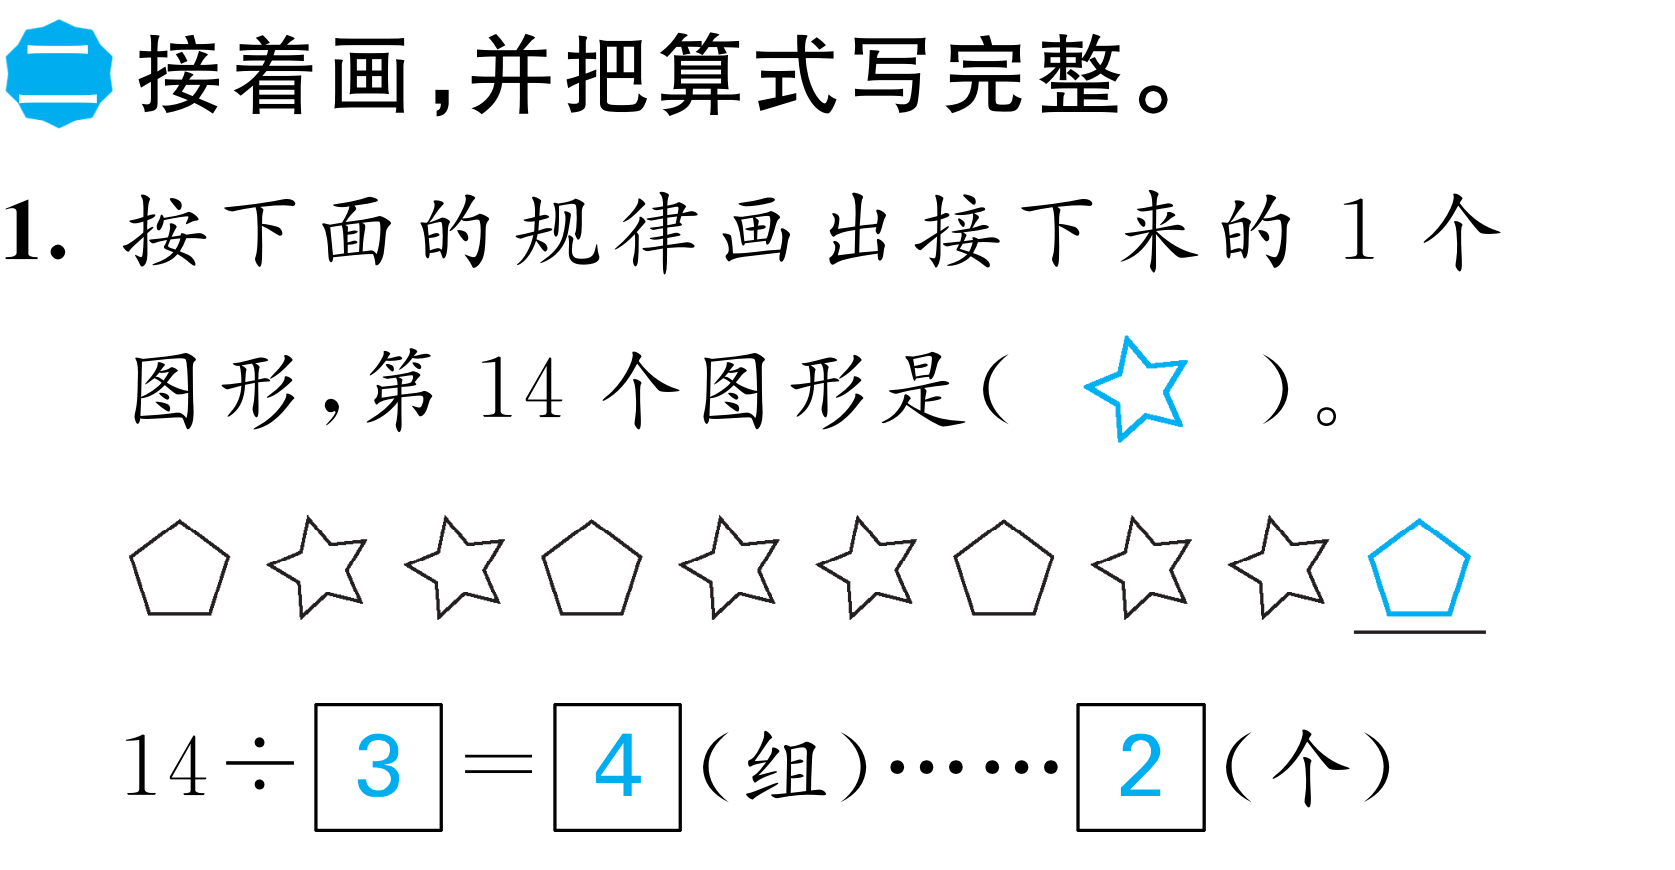 二 接着画,并把算式写完整。
1. 按下面的规律画出接下来的 1 个
图形,第 14 个图形是( )。
14÷3=4(组)……2(个)